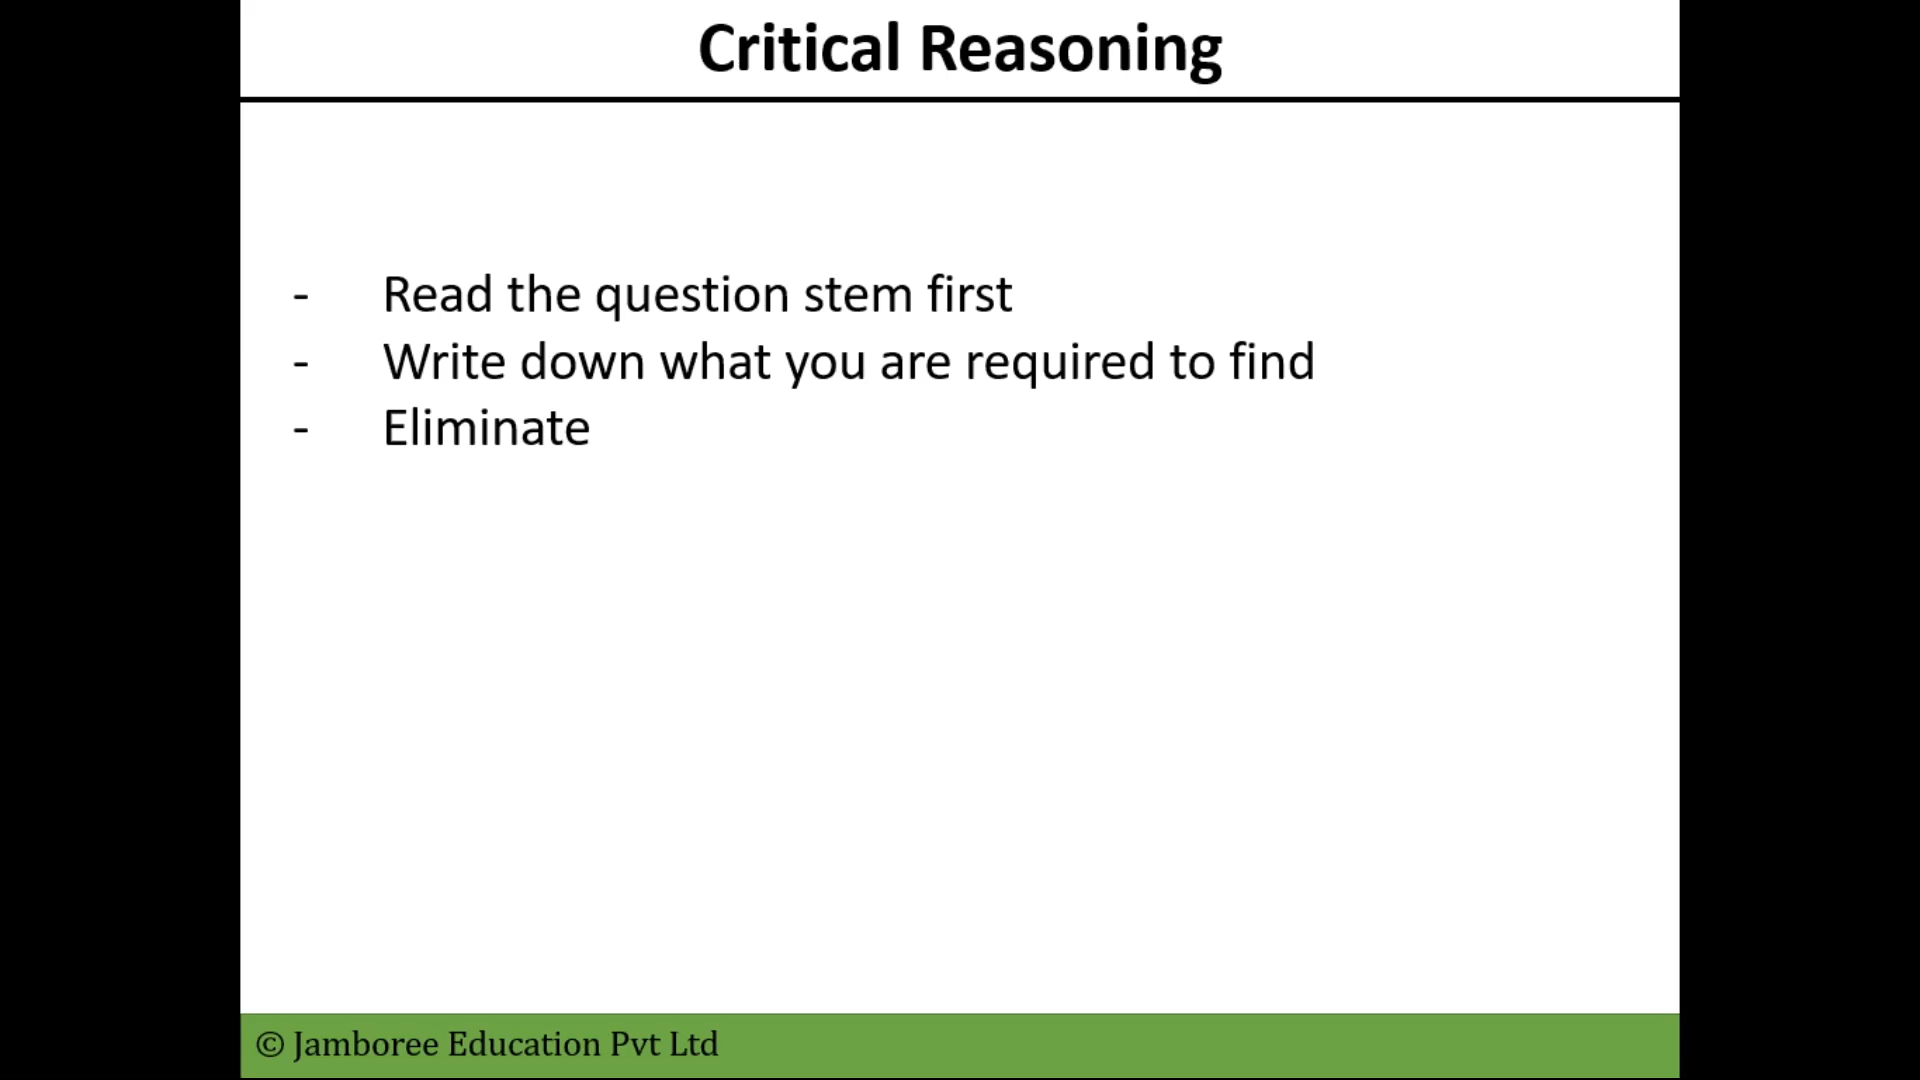 Critical Reasoning
- Read the question stem first
- Write down what you are required to find
- Eliminate
© Jamboree Education Pvt Ltd